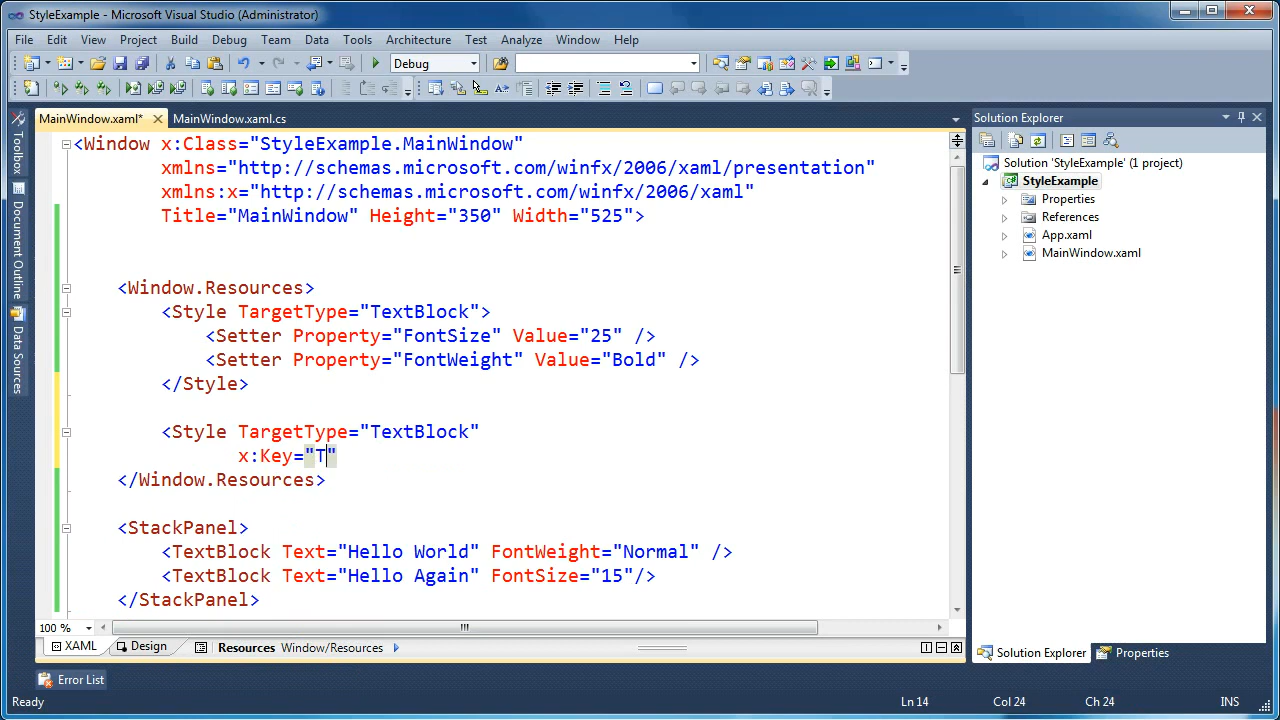 StyleExample - Microsoft Visual Studio (Administrator)
File Edit View Project Build Debug Team Data Tools Architecture Test Analyze Window Help
Debug
MainWindow.xaml* MainWindow.xaml.cs
<Window x:Class="StyleExample.MainWindow"
xmlns="http://schemas.microsoft.com/winfx/2006/xaml/presentation"
xmlns:x="http://schemas.microsoft.com/winfx/2006/xaml"
Title="MainWindow" Height="350" Width="525">
<Window.Resources>
<Style TargetType="TextBlock">
<Setter Property="FontSize" Value="25" />
<Setter Property="FontWeight" Value="Bold" />
</Style>
<Style TargetType="TextBlock"
x:Key="T"
</Window.Resources>
<StackPanel>
<TextBlock Text="Hello World" FontWeight="Normal" />
<TextBlock Text="Hello Again" FontSize="15"/>
</StackPanel>
100 %
XAML Design Resources Window/Resources
Error List
Ready Ln 14 Col 24 Ch 24 INS
Toolbox
Document Outline
Data Sources
Solution Explorer
Solution 'StyleExample' (1 project)
StyleExample
Properties
References
App.xaml
MainWindow.xaml
Solution Explorer Properties